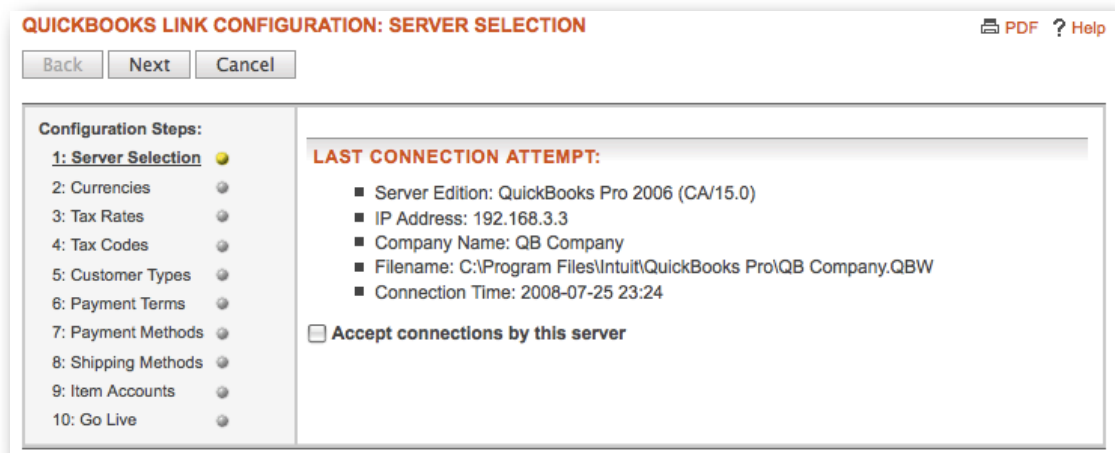 QUICKBOOKS LINK CONFIGURATION: SERVER SELECTION
PDF ? Help
Back Next Cancel
Configuration Steps:
1: Server Selection
2: Currencies
3: Tax Rates
4: Tax Codes
5: Customer Types
6: Payment Terms
7: Payment Methods
8: Shipping Methods
9: Item Accounts
10: Go Live
LAST CONNECTION ATTEMPT:
Server Edition: QuickBooks Pro 2006 (CA/15.0)
IP Address: 192.168.3.3
Company Name: QB Company
Filename: C:\Program Files\Intuit\QuickBooks Pro\QB Company.QBW
Connection Time: 2008-07-25 23:24
Accept connections by this server